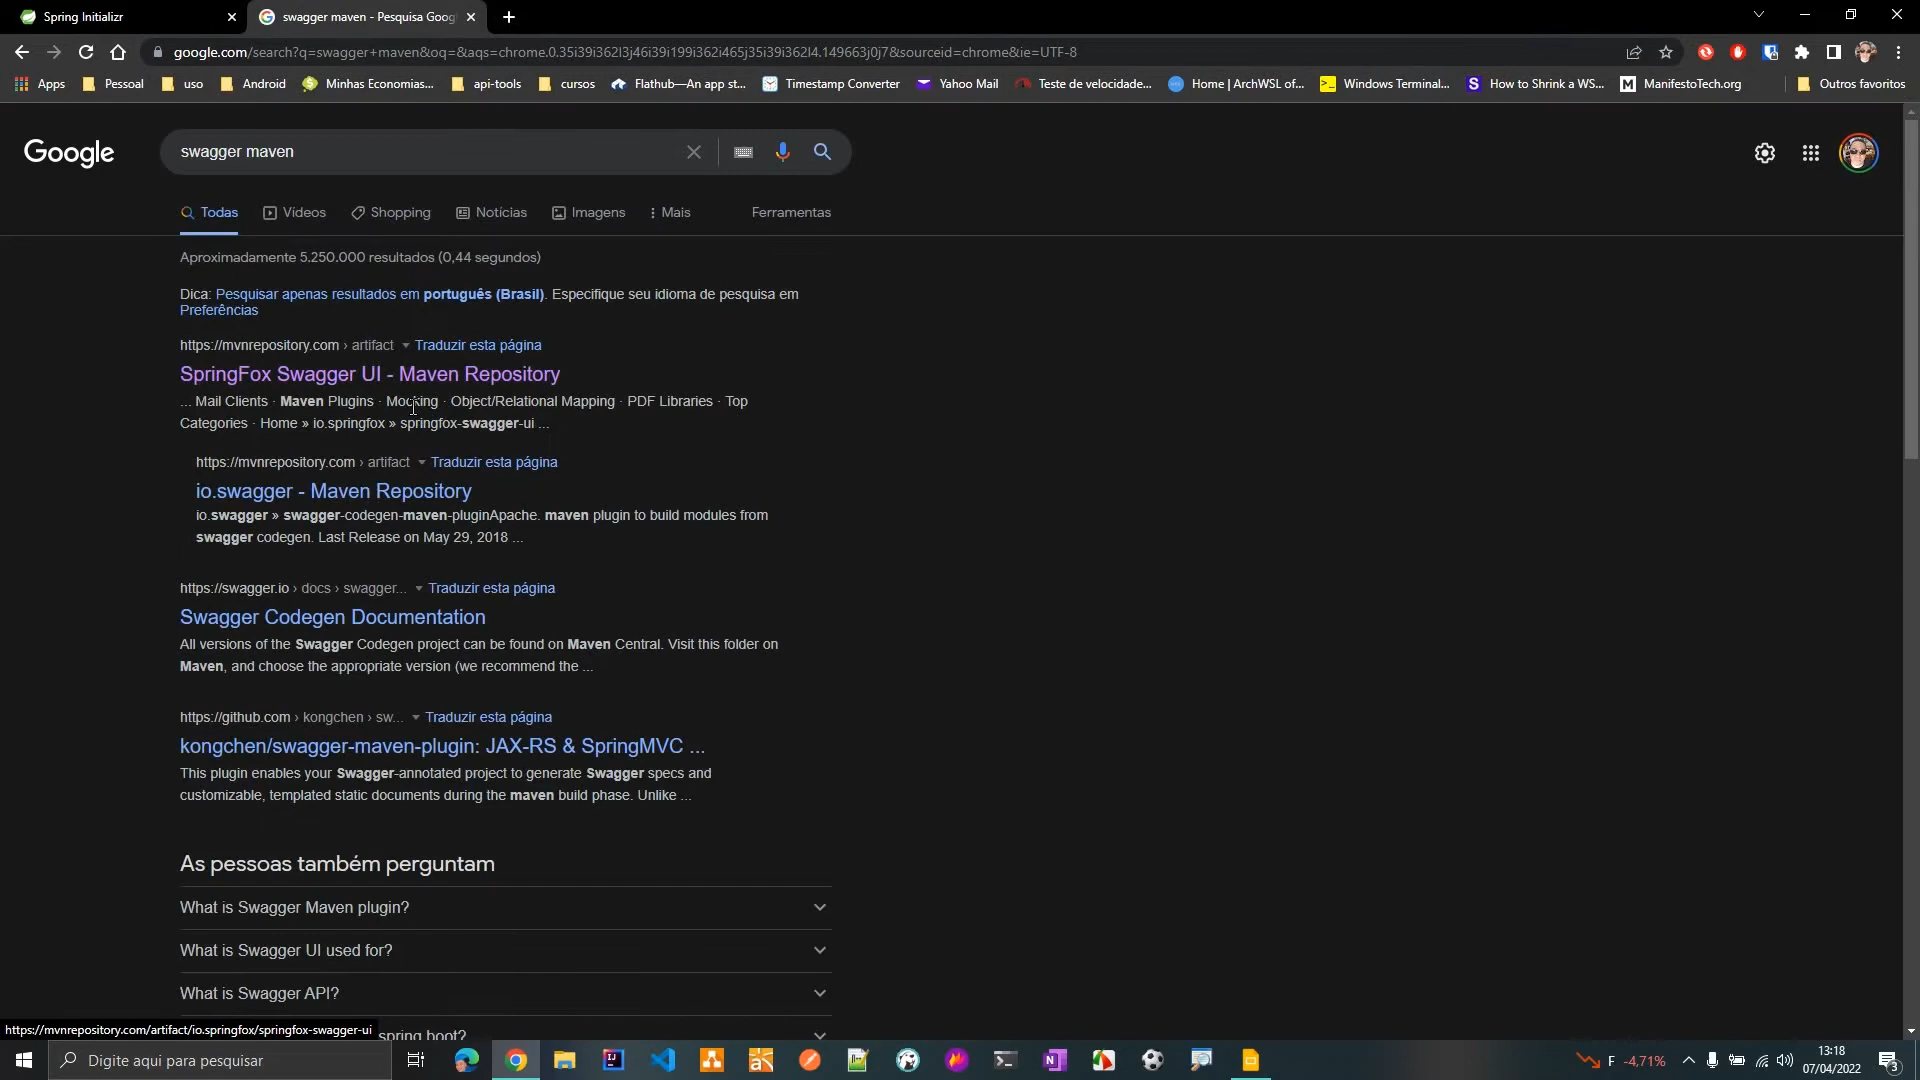 Spring Initializr
swagger maven - Pesquisa Goog
google.com/search?q=swagger+maven&oq=&aqs=chrome.0.35i39i362l3j46i39i199i362i465j35i39i362l4.149663j0j7&sourceid=chrome&ie=UTF-8
Apps Pessoal uso Android Minhas Economias... api-tools cursos Flathub—An app st... Timestamp Converter Yahoo Mail Teste de velocidade... Home | ArchWSL of... Windows Terminal... How to Shrink a WS... ManifestoTech.org Outros favoritos
Google
swagger maven
Todas Vídeos Shopping Notícias Imagens Mais Ferramentas
Aproximadamente 5.250.000 resultados (0,44 segundos)
Dica: Pesquisar apenas resultados em português (Brasil). Especifique seu idioma de pesquisa em
Preferências
https://mvnrepository.com › artifact Traduzir esta página
SpringFox Swagger UI - Maven Repository
... Mail Clients · Maven Plugins · Mocking · Object/Relational Mapping · PDF Libraries · Top
Categories · Home » io.springfox » springfox-swagger-ui ...
https://mvnrepository.com › artifact Traduzir esta página
io.swagger - Maven Repository
io.swagger » swagger-codegen-maven-pluginApache. maven plugin to build modules from
swagger codegen. Last Release on May 29, 2018 ...
https://swagger.io › docs › swagger... Traduzir esta página
Swagger Codegen Documentation
All versions of the Swagger Codegen project can be found on Maven Central. Visit this folder on
Maven, and choose the appropriate version (we recommend the ...
https://github.com › kongchen › sw... Traduzir esta página
kongchen/swagger-maven-plugin: JAX-RS & SpringMVC ...
This plugin enables your Swagger-annotated project to generate Swagger specs and
customizable, templated static documents during the maven build phase. Unlike ...
As pessoas também perguntam
What is Swagger Maven plugin?
What is Swagger UI used for?
What is Swagger API?
spring boot?
https://mvnrepository.com/artifact/io.springfox/springfox-swagger-ui
Digite aqui para pesquisar
F -4,71%
13:18
07/04/2022
3